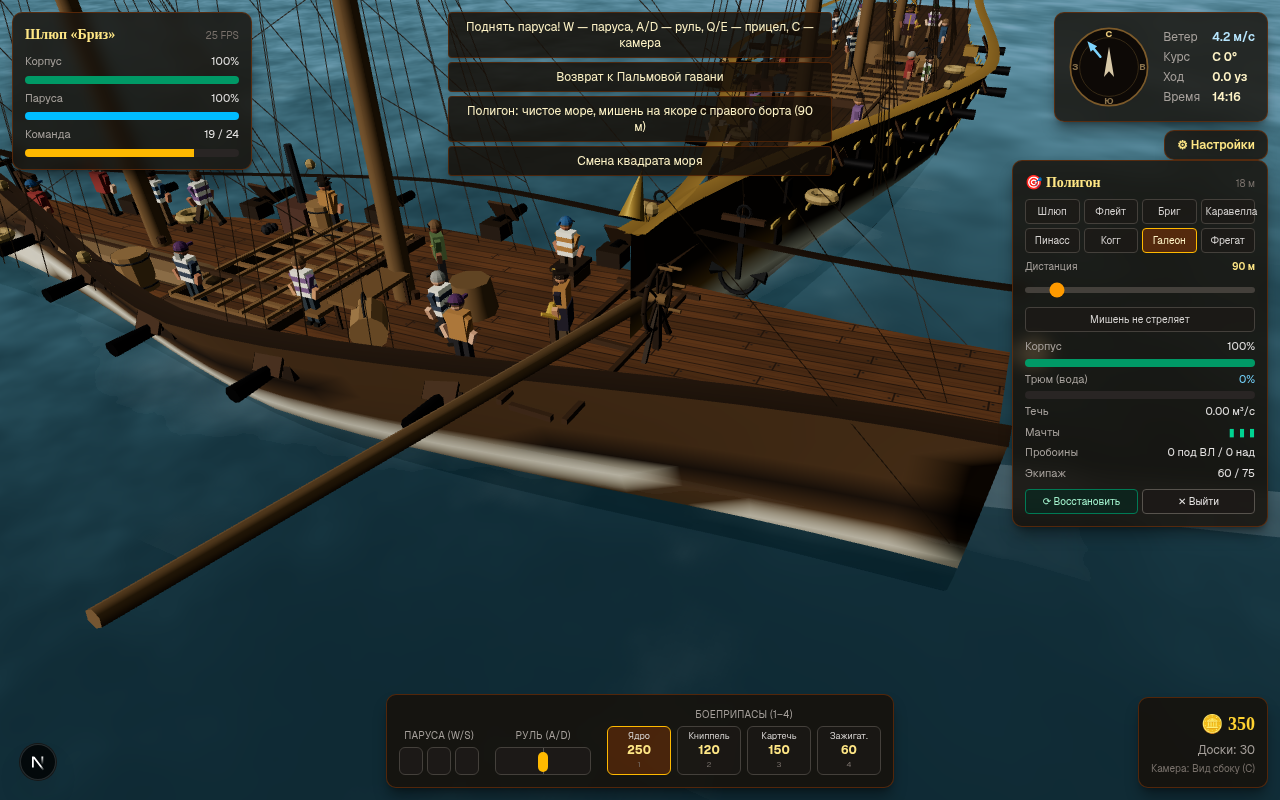 Шлюп «Бриз»
25 FPS
Корпус 100%
Паруса 100%
Команда 19 / 24
Поднять паруса! W — паруса, A/D — руль, Q/E — прицел, C —
камера
Возврат к Пальмовой гавани
Полигон: чистое море, мишень на якоре с правого борта (90
м)
Смена квадрата моря
С
З В
Ю
Ветер 4.2 м/с
Курс С 0°
Ход 0.0 уз
Время 14:16
⚙ Настройки
🎯 Полигон 18 м
Шлюп Флейт Бриг Каравелла
Пинасс Когг Галеон Фрегат
Дистанция 90 м
Мишень не стреляет
Корпус 100%
Трюм (вода) 0%
Течь 0.00 м³/с
Мачты
Пробоины 0 под ВЛ / 0 над
Экипаж 60 / 75
⟳ Восстановить ✕ Выйти
ПАРУСА (W/S)
РУЛЬ (A/D)
БОЕПРИПАСЫ (1–4)
Ядро
250
1
Книппель
120
2
Картечь
150
3
Зажигат.
60
4
350
Доски: 30
Камера: Вид сбоку (C)
N